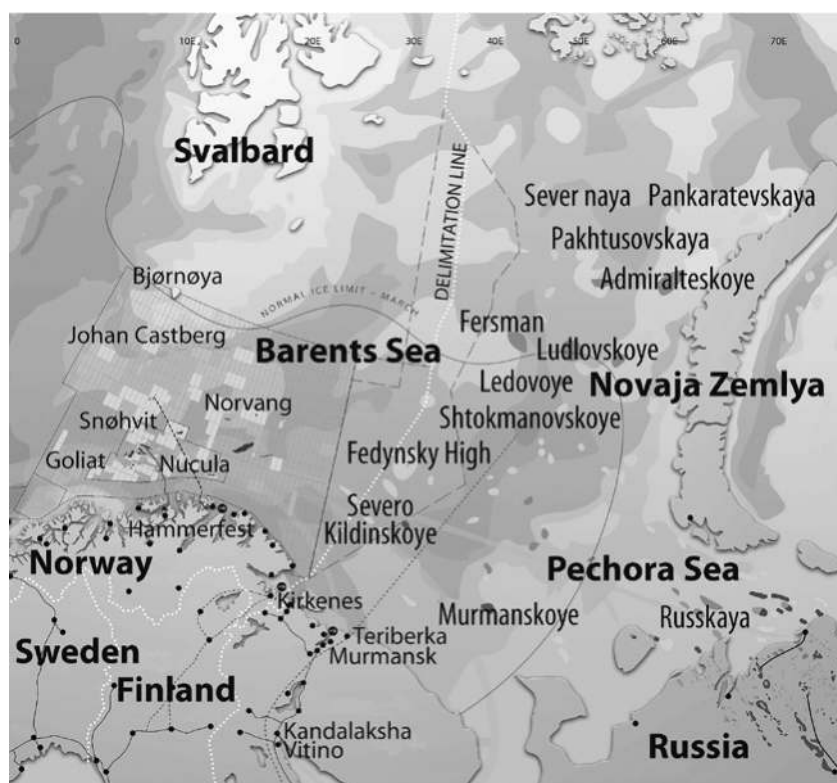 0 10E 20E 30E 40E 50E 60E 70E
Svalbard
DELIMITATION LINE
Sever naya Pankaratevskaya
Pakhtusovskaya
Admiralteskoye
Bjørnøya
NORMAL ICE LIMIT – MARCH
Johan Castberg
Fersman
Barents Sea
Ludlovskoye
Ledovoye
Novaja Zemlya
Norvang
Snøhvit
Shtokmanovskoye
Goliat
Nucula
Fedynsky High
Hammerfest
Severo
Kildinskoye
Norway
Pechora Sea
Kirkenes
Murmanskoye
Russkaya
Teriberka
Murmansk
Sweden
Finland
Kandalaksha
Vitino
Russia